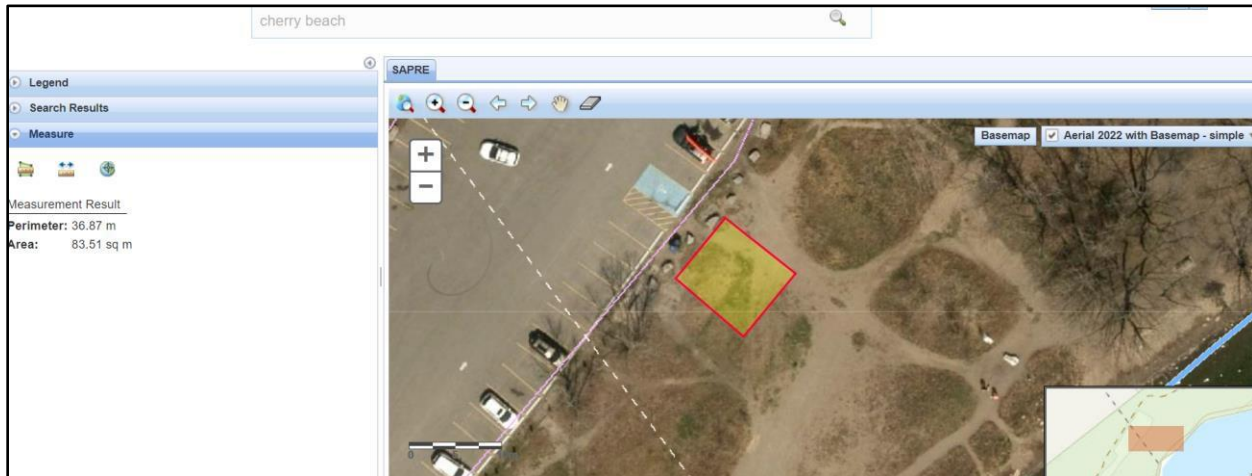 cherry beach
SAPRE
Legend
Search Results
Measure
Measurement Result
Perimeter: 36.87 m
Area: 83.51 sq m
+
−
Basemap
Aerial 2022 with Basemap - simple
0